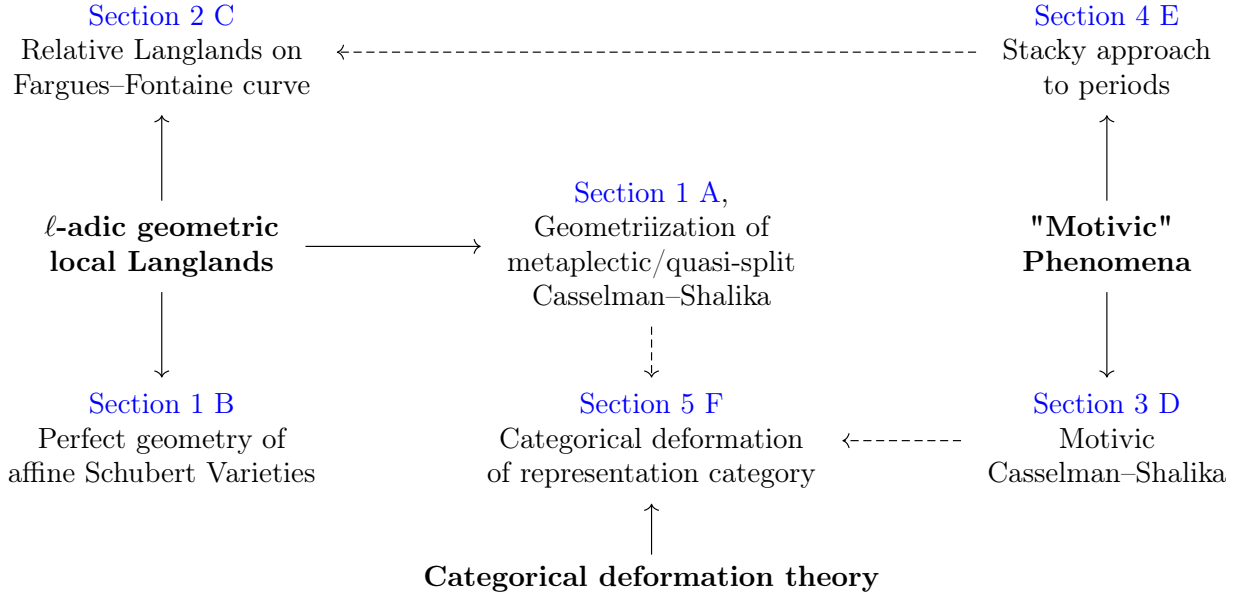 Section 2 C
Relative Langlands on
Fargues–Fontaine curve
Section 4 E
Stacky approach
to periods
ℓ-adic geometric
local Langlands
Section 1 A,
Geometriization of
metaplectic/quasi-split
Casselman–Shalika
"Motivic"
Phenomena
Section 1 B
Perfect geometry of
affine Schubert Varieties
Section 5 F
Categorical deformation
of representation category
Section 3 D
Motivic
Casselman–Shalika
Categorical deformation theory